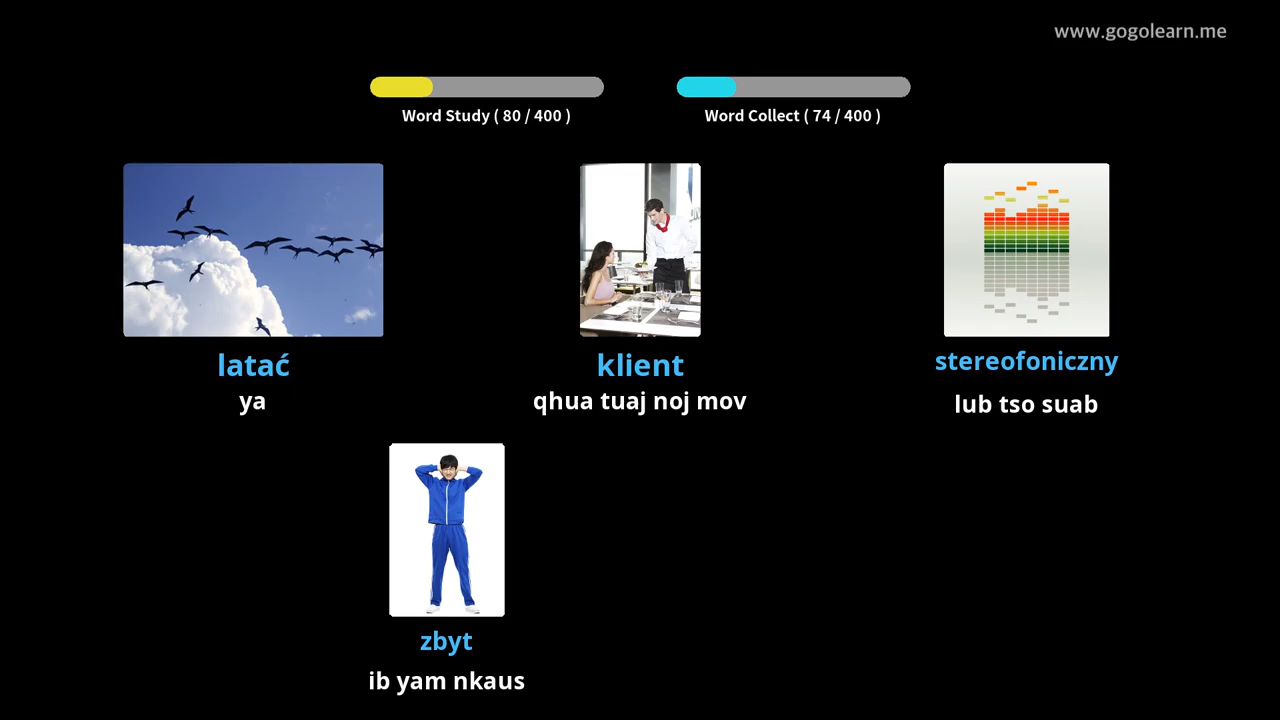 www.gogolearn.me
Word Study ( 80 / 400 )
Word Collect ( 74 / 400 )
latać
ya
klient
qhua tuaj noj mov
stereofoniczny
lub tso suab
zbyt
ib yam nkaus